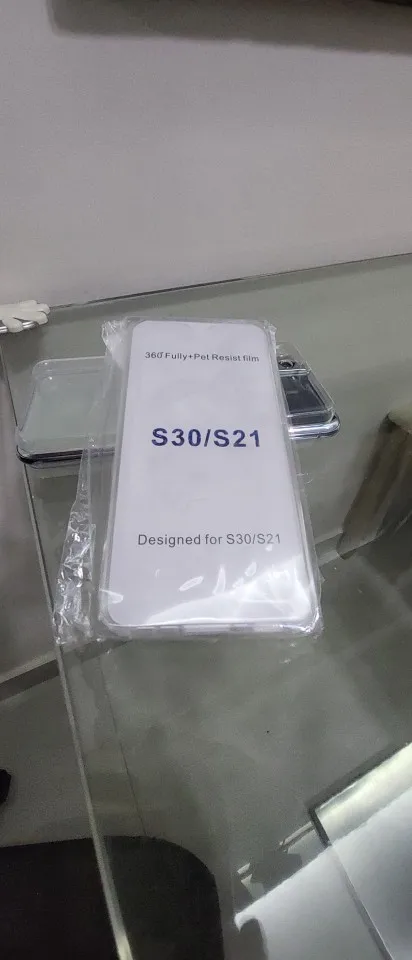 360°Fully+Pet Resist film
S30/S21
Designed for S30/S21